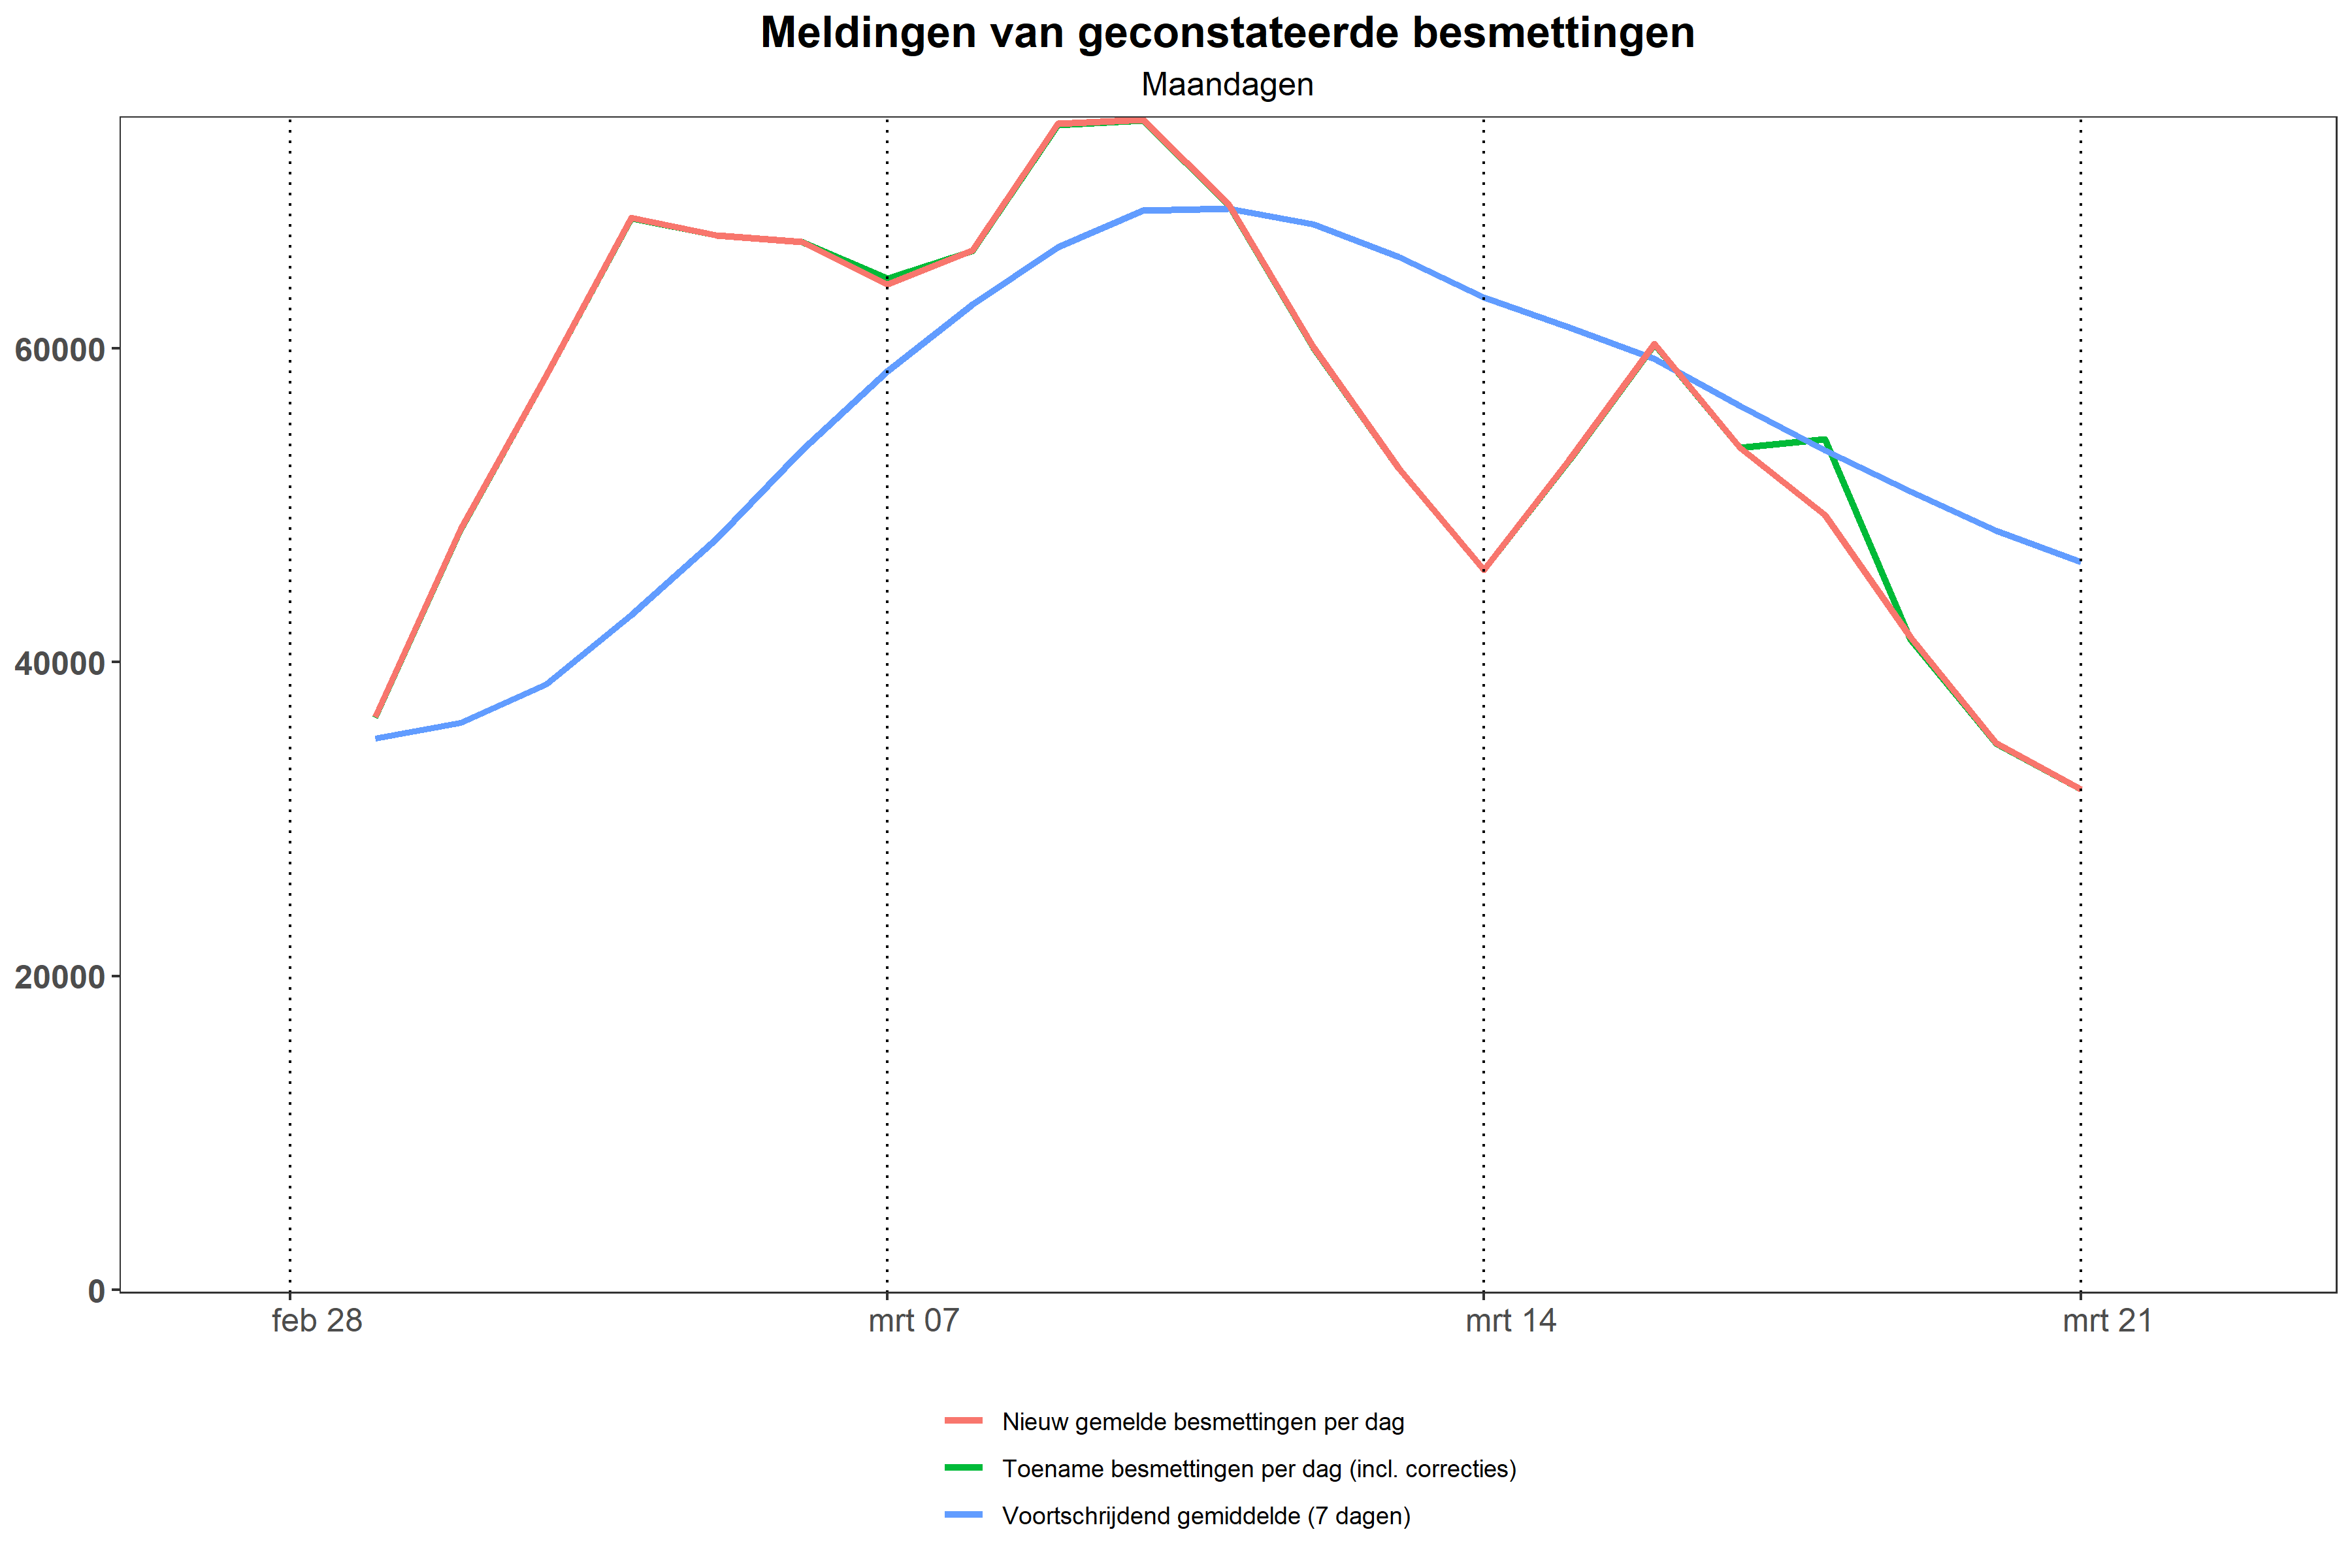 Meldingen van geconstateerde besmettingen
Maandagen
60000
40000
20000
0
feb 28
mrt 07
mrt 14
mrt 21
Nieuw gemelde besmettingen per dag
Toename besmettingen per dag (incl. correcties)
Voortschrijdend gemiddelde (7 dagen)